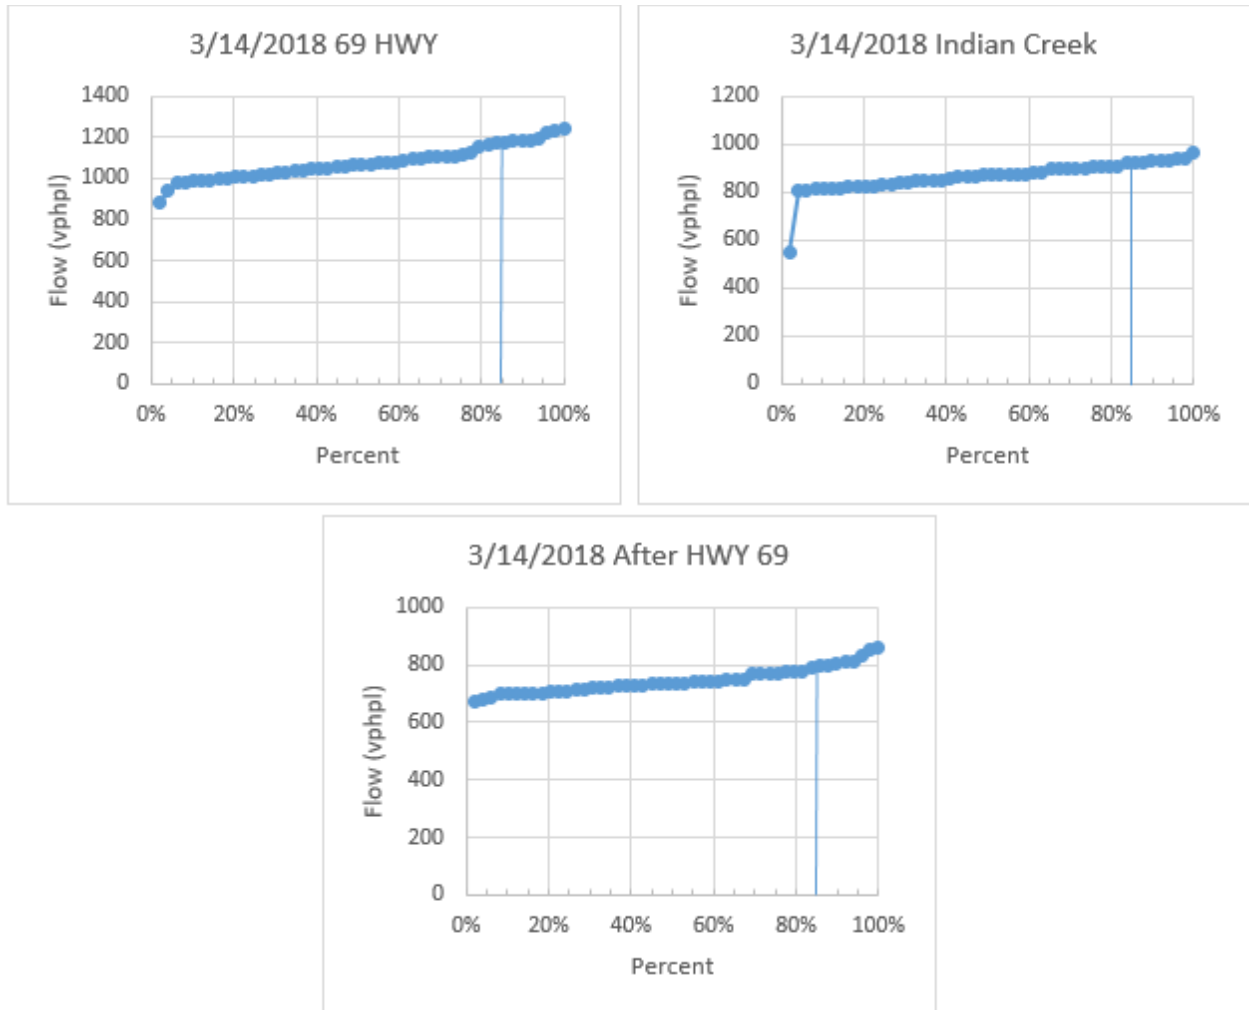 3/14/2018 69 HWY
1400
1200
1000
800
600
400
200
0
Flow (vphpl)
0% 20% 40% 60% 80% 100%
Percent
3/14/2018 Indian Creek
1200
1000
800
600
400
200
0
Flow (vphpl)
0% 20% 40% 60% 80% 100%
Percent
3/14/2018 After HWY 69
1000
800
600
400
200
0
Flow (vphpl)
0% 20% 40% 60% 80% 100%
Percent